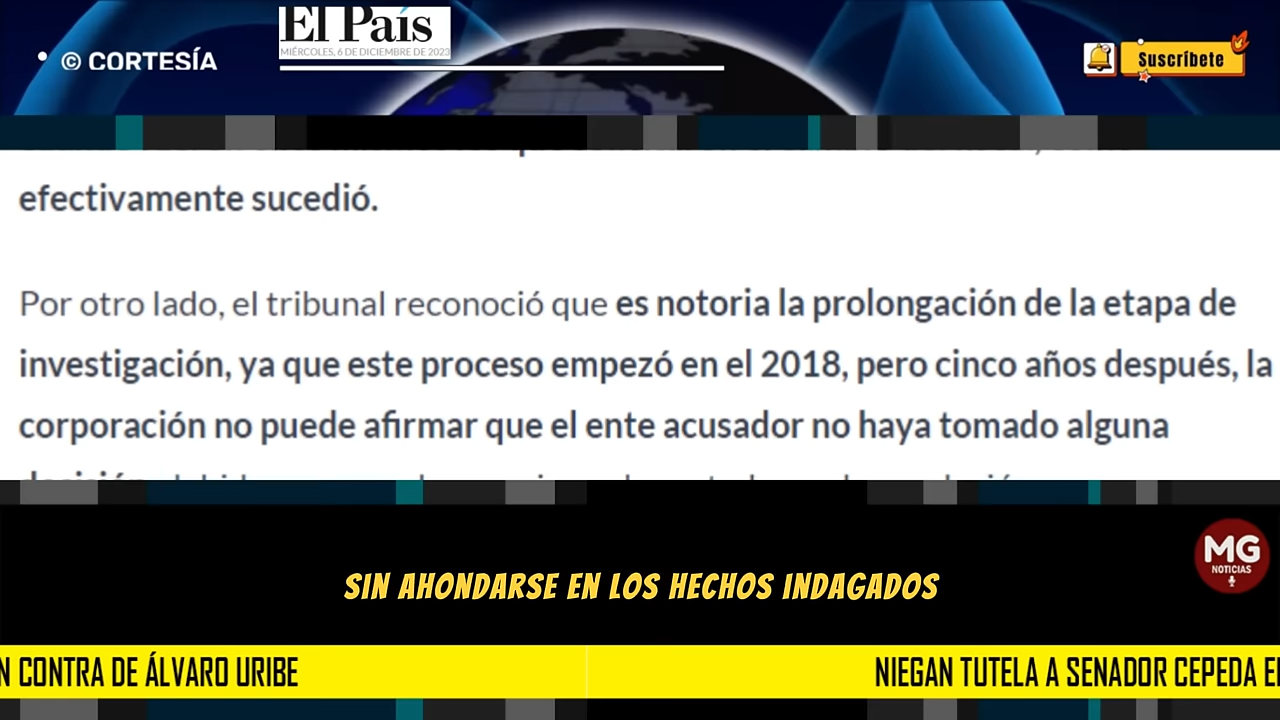 © CORTESÍA
El País
MIÉRCOLES, 6 DE DICIEMBRE DE 2023
Suscríbete
efectivamente sucedió.
Por otro lado, el tribunal reconoció que es notoria la prolongación de la etapa de
investigación, ya que este proceso empezó en el 2018, pero cinco años después, la
corporación no puede afirmar que el ente acusador no haya tomado alguna
MG
NOTICIAS
SIN AHONDARSE EN LOS HECHOS INDAGADOS
N CONTRA DE ÁLVARO URIBE
NIEGAN TUTELA A SENADOR CEPEDA E